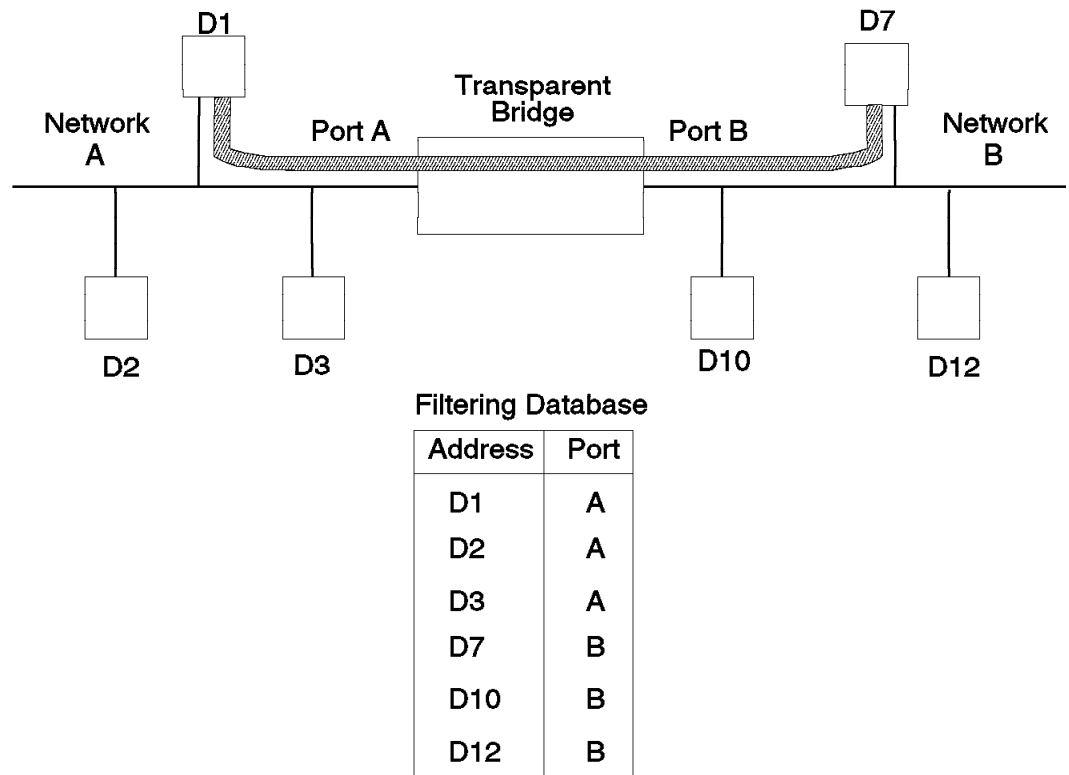 D1
D7
Transparent
Bridge
Network
A
Port A
Port B
Network
B
D2
D3
D10
D12
Filtering Database
Address Port
D1 A
D2 A
D3 A
D7 B
D10 B
D12 B